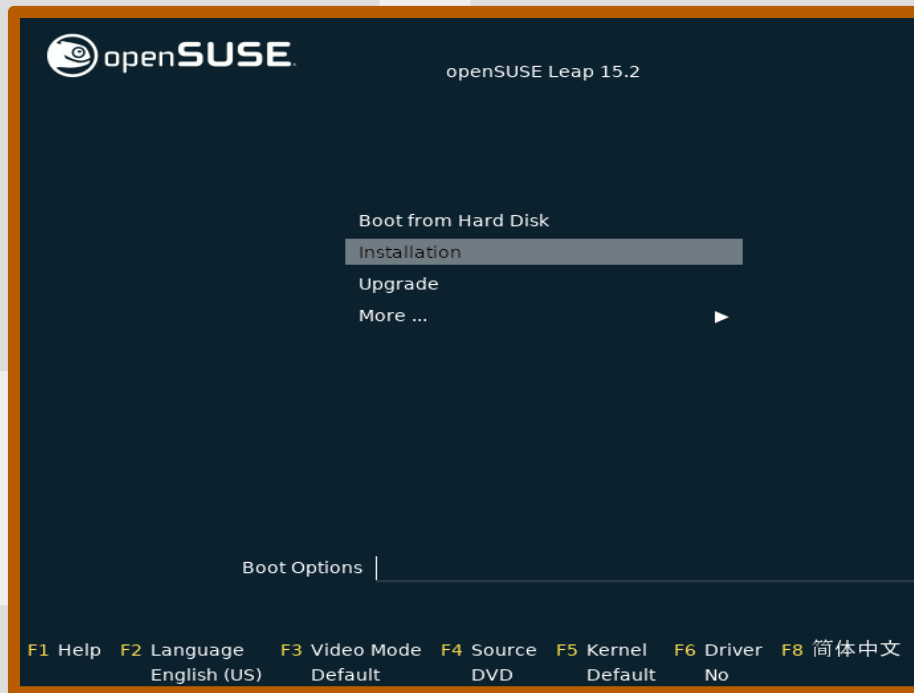 openSUSE.
openSUSE Leap 15.2
Boot from Hard Disk
Installation
Upgrade
More ...
Boot Options
F1 Help F2 Language F3 Video Mode F4 Source F5 Kernel F6 Driver F8 简体中文
English (US) Default DVD Default No